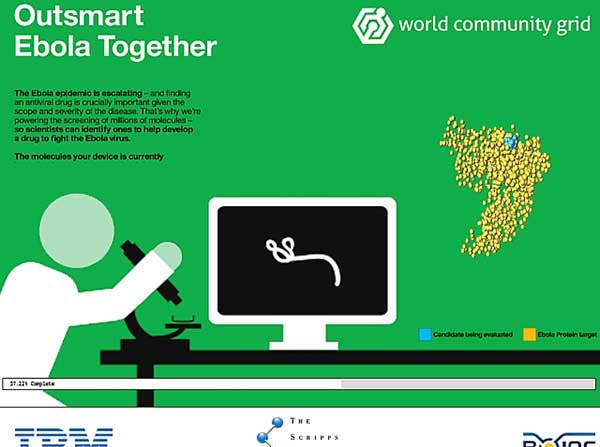 Outsmart
Ebola Together
world community grid
The Ebola epidemic is escalating – and finding
an antiviral drug is crucially important given the
scope and severity of the disease. That's why we're
powering the screening of millions of molecules –
so scientists can identify ones to help develop
a drug to fight the Ebola virus.
The molecules your device is currently
Candidate being evaluated
Ebola Protein target
37.22% Complete
IBM
THE
SCRIPPS
BOINC